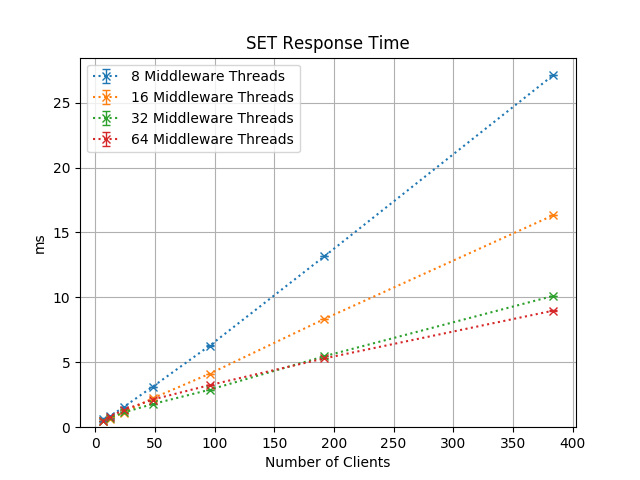 SET Response Time
8 Middleware Threads
16 Middleware Threads
32 Middleware Threads
64 Middleware Threads
ms
25
20
15
10
5
0
0 50 100 150 200 250 300 350 400
Number of Clients